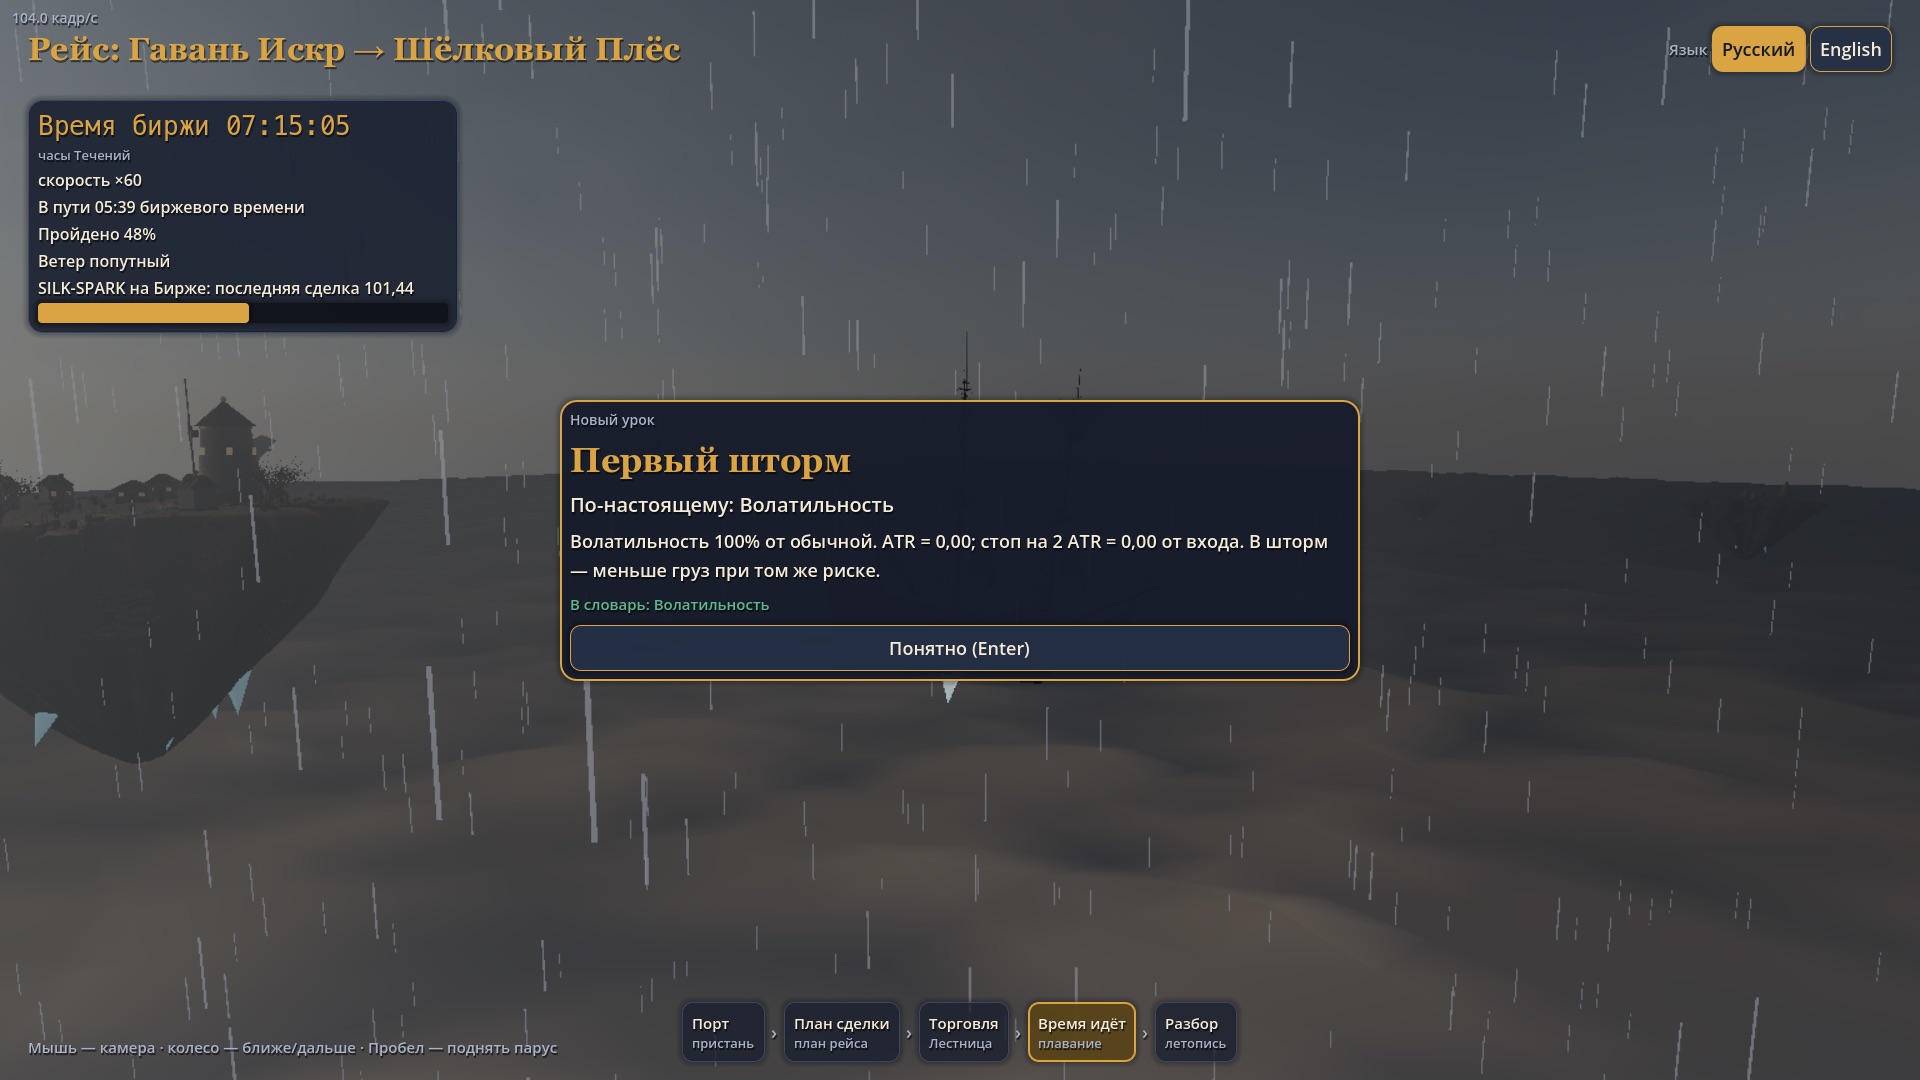 104.0 кадр/с
Рейс: Гавань Искр → Шёлковый Плёс
Язык Русский English
Время биржи 07:15:05
часы Течений
скорость ×60
В пути 05:39 биржевого времени
Пройдено 48%
Ветер попутный
SILK-SPARK на Бирже: последняя сделка 101,44
Новый урок
Первый шторм
По-настоящему: Волатильность
Волатильность 100% от обычной. ATR = 0,00; стоп на 2 ATR = 0,00 от входа. В шторм
— меньше груз при том же риске.
В словарь: Волатильность
Понятно (Enter)
Порт › План сделки › Торговля › Время идёт › Разбор
пристань план рейса Лестница плавание летопись
Мышь — камера · колесо — ближе/дальше · Пробел — поднять парус